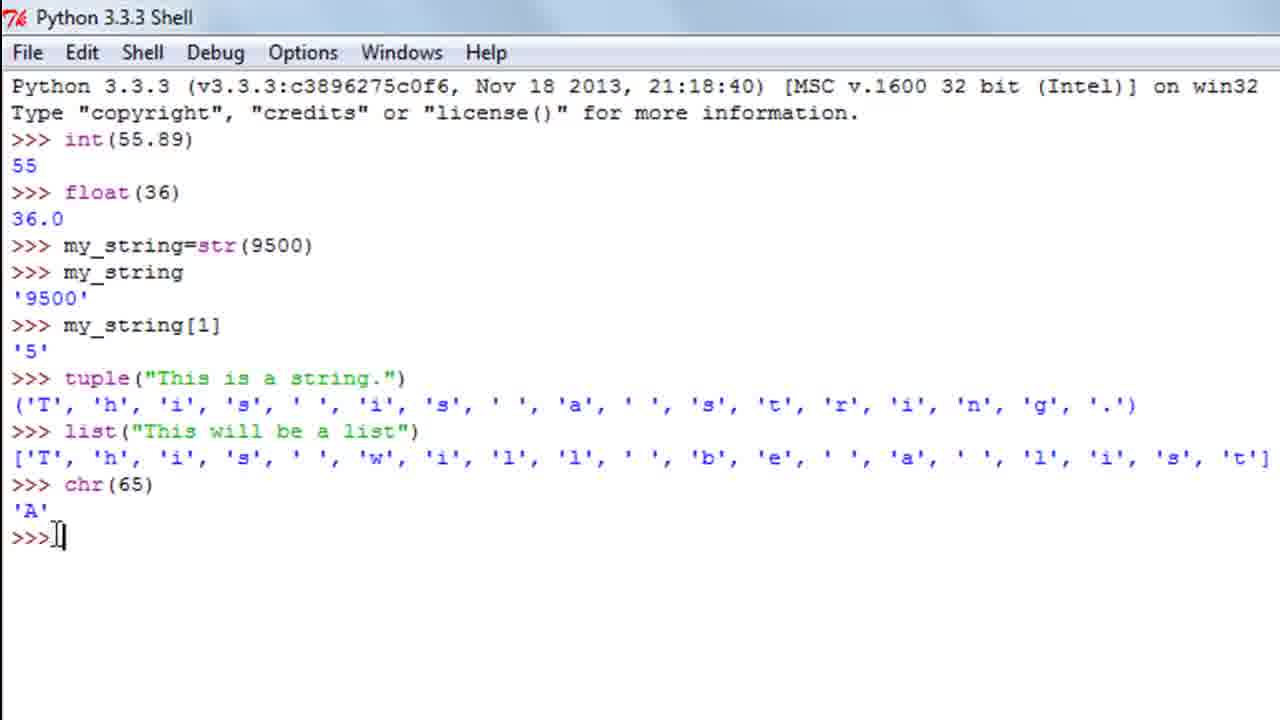 Python 3.3.3 Shell
File Edit Shell Debug Options Windows Help
Python 3.3.3 (v3.3.3:c3896275c0f6, Nov 18 2013, 21:18:40) [MSC v.1600 32 bit (Intel)] on win32
Type "copyright", "credits" or "license()" for more information.
>>> int(55.89)
55
>>> float(36)
36.0
>>> my_string=str(9500)
>>> my_string
'9500'
>>> my_string[1]
'5'
>>> tuple("This is a string.")
('T', 'h', 'i', 's', ' ', 'i', 's', ' ', 'a', ' ', 's', 't', 'r', 'i', 'n', 'g', '.')
>>> list("This will be a list")
['T', 'h', 'i', 's', ' ', 'w', 'i', 'l', 'l', ' ', 'b', 'e', ' ', 'a', ' ', 'l', 'i', 's', 't']
>>> chr(65)
'A'
>>>